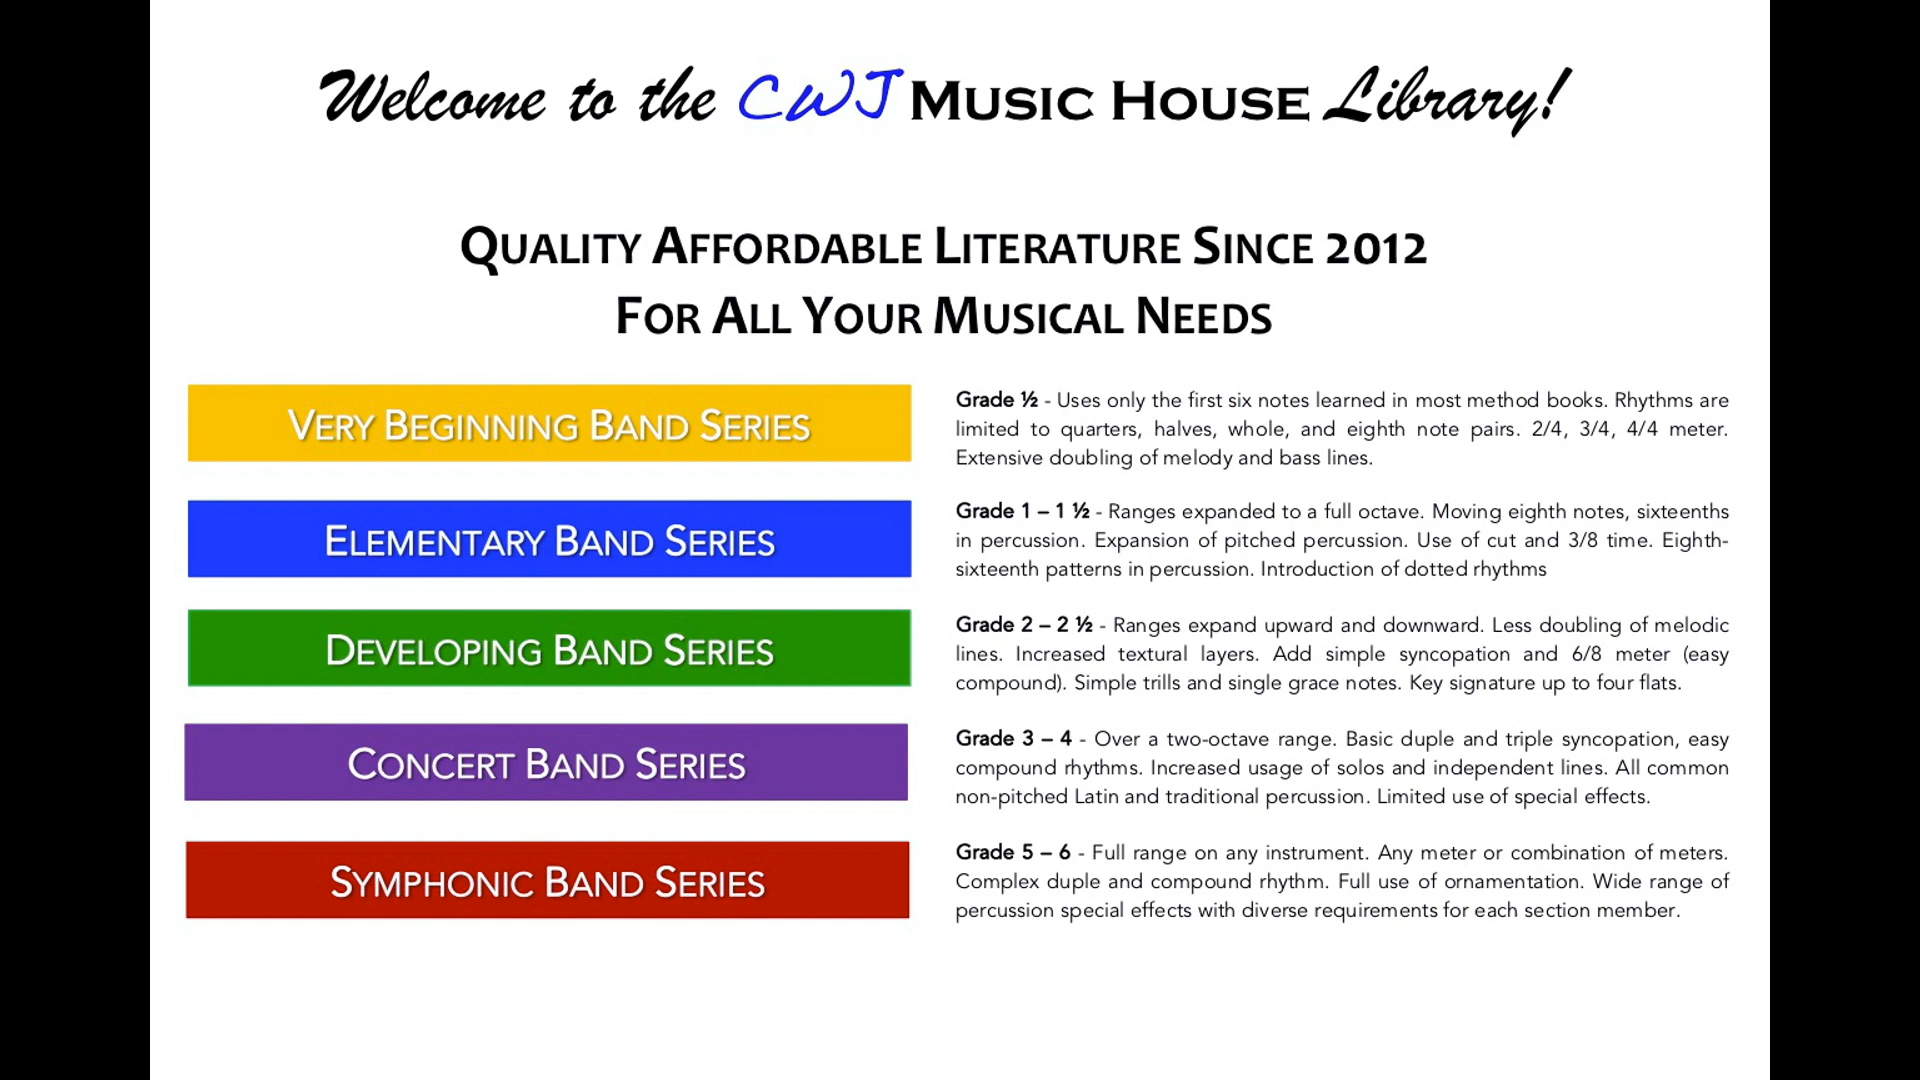 Welcome to the CWJ MUSIC HOUSE Library!
QUALITY AFFORDABLE LITERATURE SINCE 2012
FOR ALL YOUR MUSICAL NEEDS
VERY BEGINNING BAND SERIES
Grade ½ - Uses only the first six notes learned in most method books. Rhythms are
limited to quarters, halves, whole, and eighth note pairs. 2/4, 3/4, 4/4 meter.
Extensive doubling of melody and bass lines.
ELEMENTARY BAND SERIES
Grade 1 – 1 ½ - Ranges expanded to a full octave. Moving eighth notes, sixteenths
in percussion. Expansion of pitched percussion. Use of cut and 3/8 time. Eighth-
sixteenth patterns in percussion. Introduction of dotted rhythms
DEVELOPING BAND SERIES
Grade 2 – 2 ½ - Ranges expand upward and downward. Less doubling of melodic
lines. Increased textural layers. Add simple syncopation and 6/8 meter (easy
compound). Simple trills and single grace notes. Key signature up to four flats.
CONCERT BAND SERIES
Grade 3 – 4 - Over a two-octave range. Basic duple and triple syncopation, easy
compound rhythms. Increased usage of solos and independent lines. All common
non-pitched Latin and traditional percussion. Limited use of special effects.
SYMPHONIC BAND SERIES
Grade 5 – 6 - Full range on any instrument. Any meter or combination of meters.
Complex duple and compound rhythm. Full use of ornamentation. Wide range of
percussion special effects with diverse requirements for each section member.